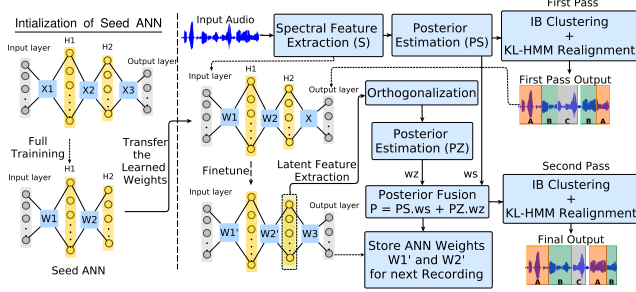 Intialization of Seed ANN
Input layer
H1
H2
Output layer
X1
X2
X3
Full
Trainining
Transfer
the
Learned
Weights
Input layer
H1
H2
W1
W2
Seed ANN
Input Audio
Spectral Feature
Extraction (S)
Posterior
Estimation (PS)
First Pass
IB Clustering
+
KL-HMM Realignment
First Pass Output
A
B
C
B
A
Input layer
H1
H2
Output layer
W1
W2
X
Finetune
Latent Feature
Extraction
Input layer
H1
H2
Output layer
W1'
W2'
W3
Orthogonalization
Posterior
Estimation (PZ)
wz
ws
Posterior Fusion
P = PS.ws + PZ.wz
Store ANN Weights
W1' and W2'
for next Recording
Second Pass
IB Clustering
+
KL-HMM Realignment
Final Output
A
B
C
A
B